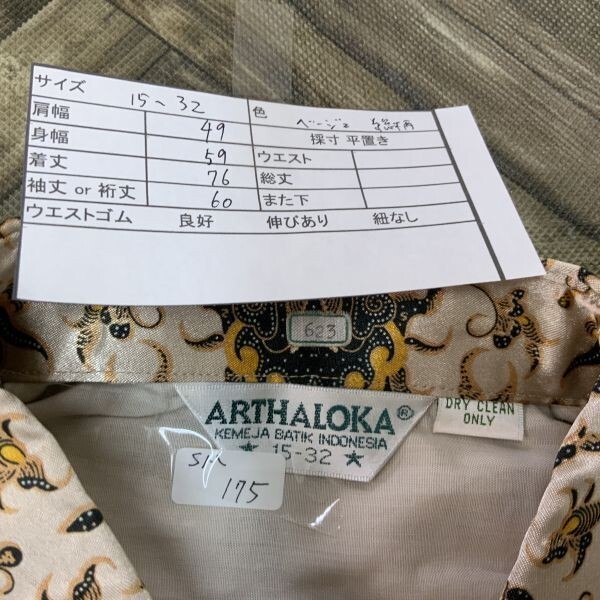 サイズ 15~32 色 ベージュ 総柄
肩幅 49 採寸 平置き
身幅 59 ウエスト
着丈 76 総丈
袖丈 or 裄丈 60 また下
ウエストゴム 良好 伸びあり 紐なし
623
ARTHALOKA®
KEMEJA BATIK INDONESIA
★ 15-32 ★
DRY CLEAN
ONLY
175